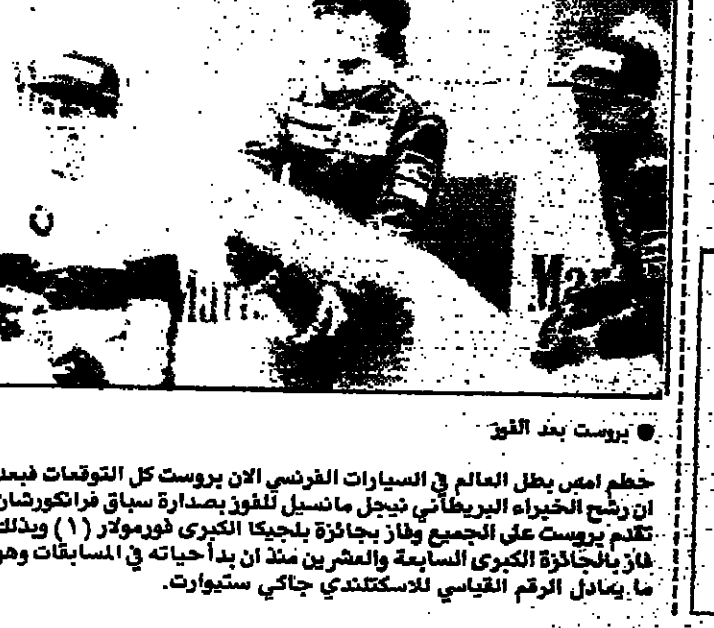 Mar
● بروست بعد الفوز
حطم امس بطل العالم في السيارات الفرنسي الان بروست كل التوقعات فبعد
ان رشح الخبراء البريطاني نيجل مانسيل للفوز بصدارة سباق فرانكورشان
تقدم بروست على الجميع وفاز بجائزة بلجيكا الكبرى فورمولار (١) وبذلك
فاز بالجائزة الكبرى السابعة والعشرين منذ ان بدأ حياته في المسابقات وهو
ما يعادل الرقم القياسي للاسكتلندي جاكي ستيوارت.